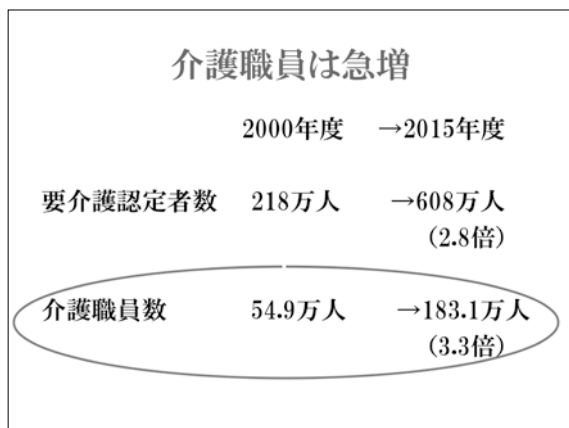 介護職員は急増
2000年度 →2015年度
要介護認定者数 218万人 →608万人
(2.8倍)
介護職員数 54.9万人 →183.1万人
(3.3倍)